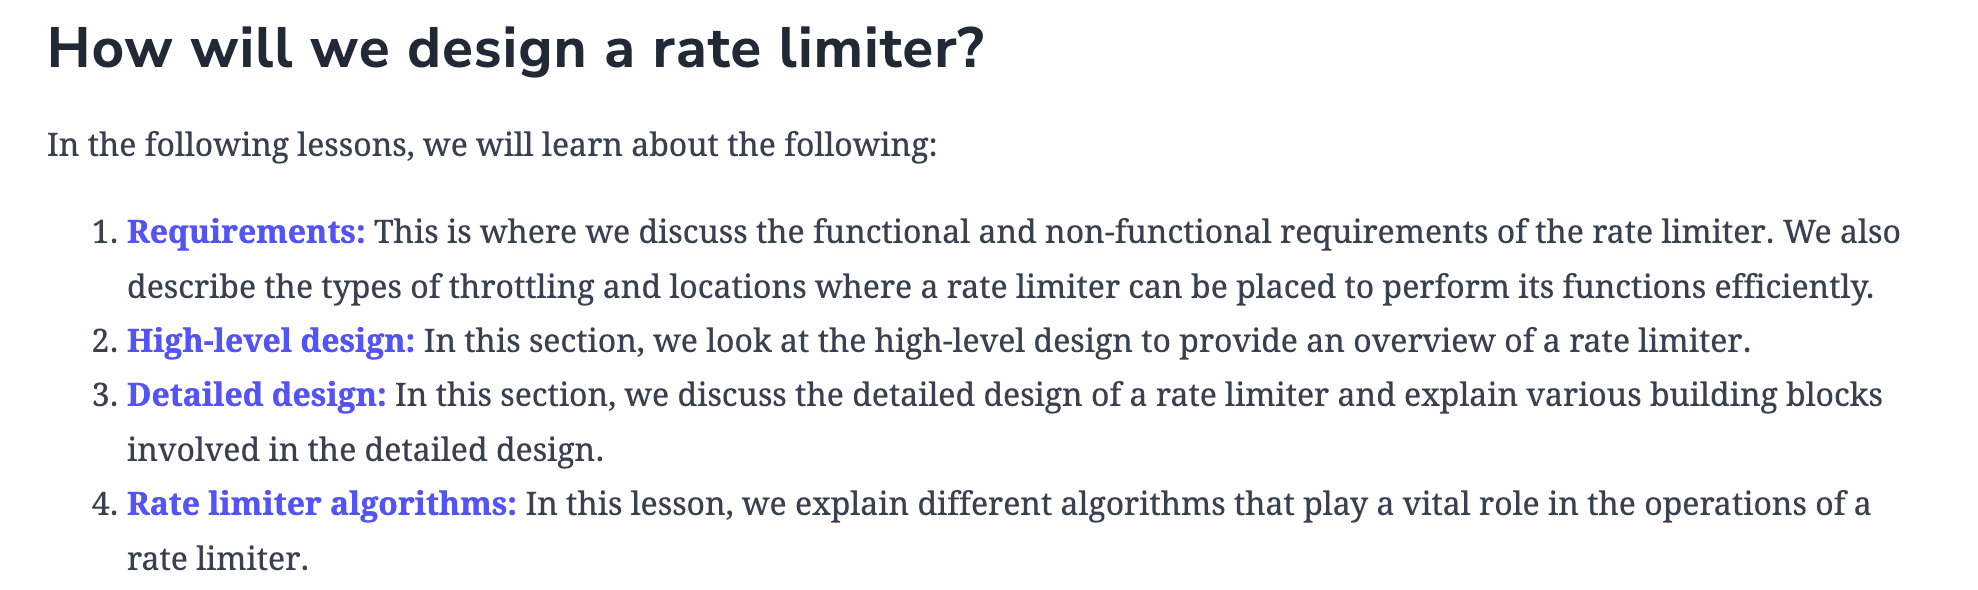 How will we design a rate limiter?
In the following lessons, we will learn about the following:
1. Requirements: This is where we discuss the functional and non-functional requirements of the rate limiter. We also
describe the types of throttling and locations where a rate limiter can be placed to perform its functions efficiently.
2. High-level design: In this section, we look at the high-level design to provide an overview of a rate limiter.
3. Detailed design: In this section, we discuss the detailed design of a rate limiter and explain various building blocks
involved in the detailed design.
4. Rate limiter algorithms: In this lesson, we explain different algorithms that play a vital role in the operations of a
rate limiter.